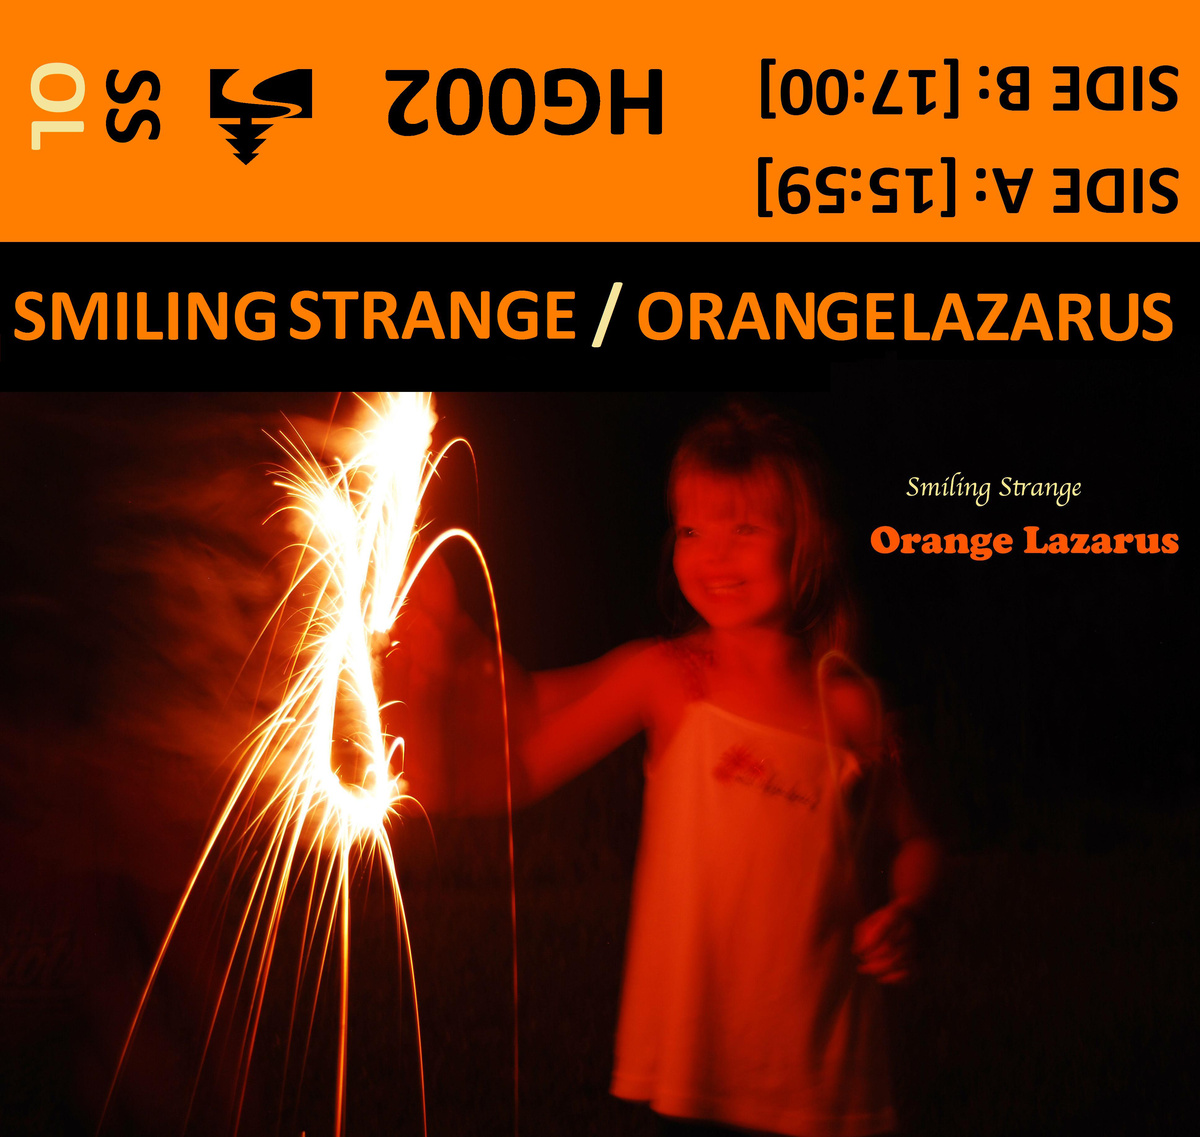 OL
SS
HG002
SIDE A: [15:59]
SIDE B: [17:00]
SMILING STRANGE / ORANGE LAZARUS
Smiling Strange
Orange Lazarus